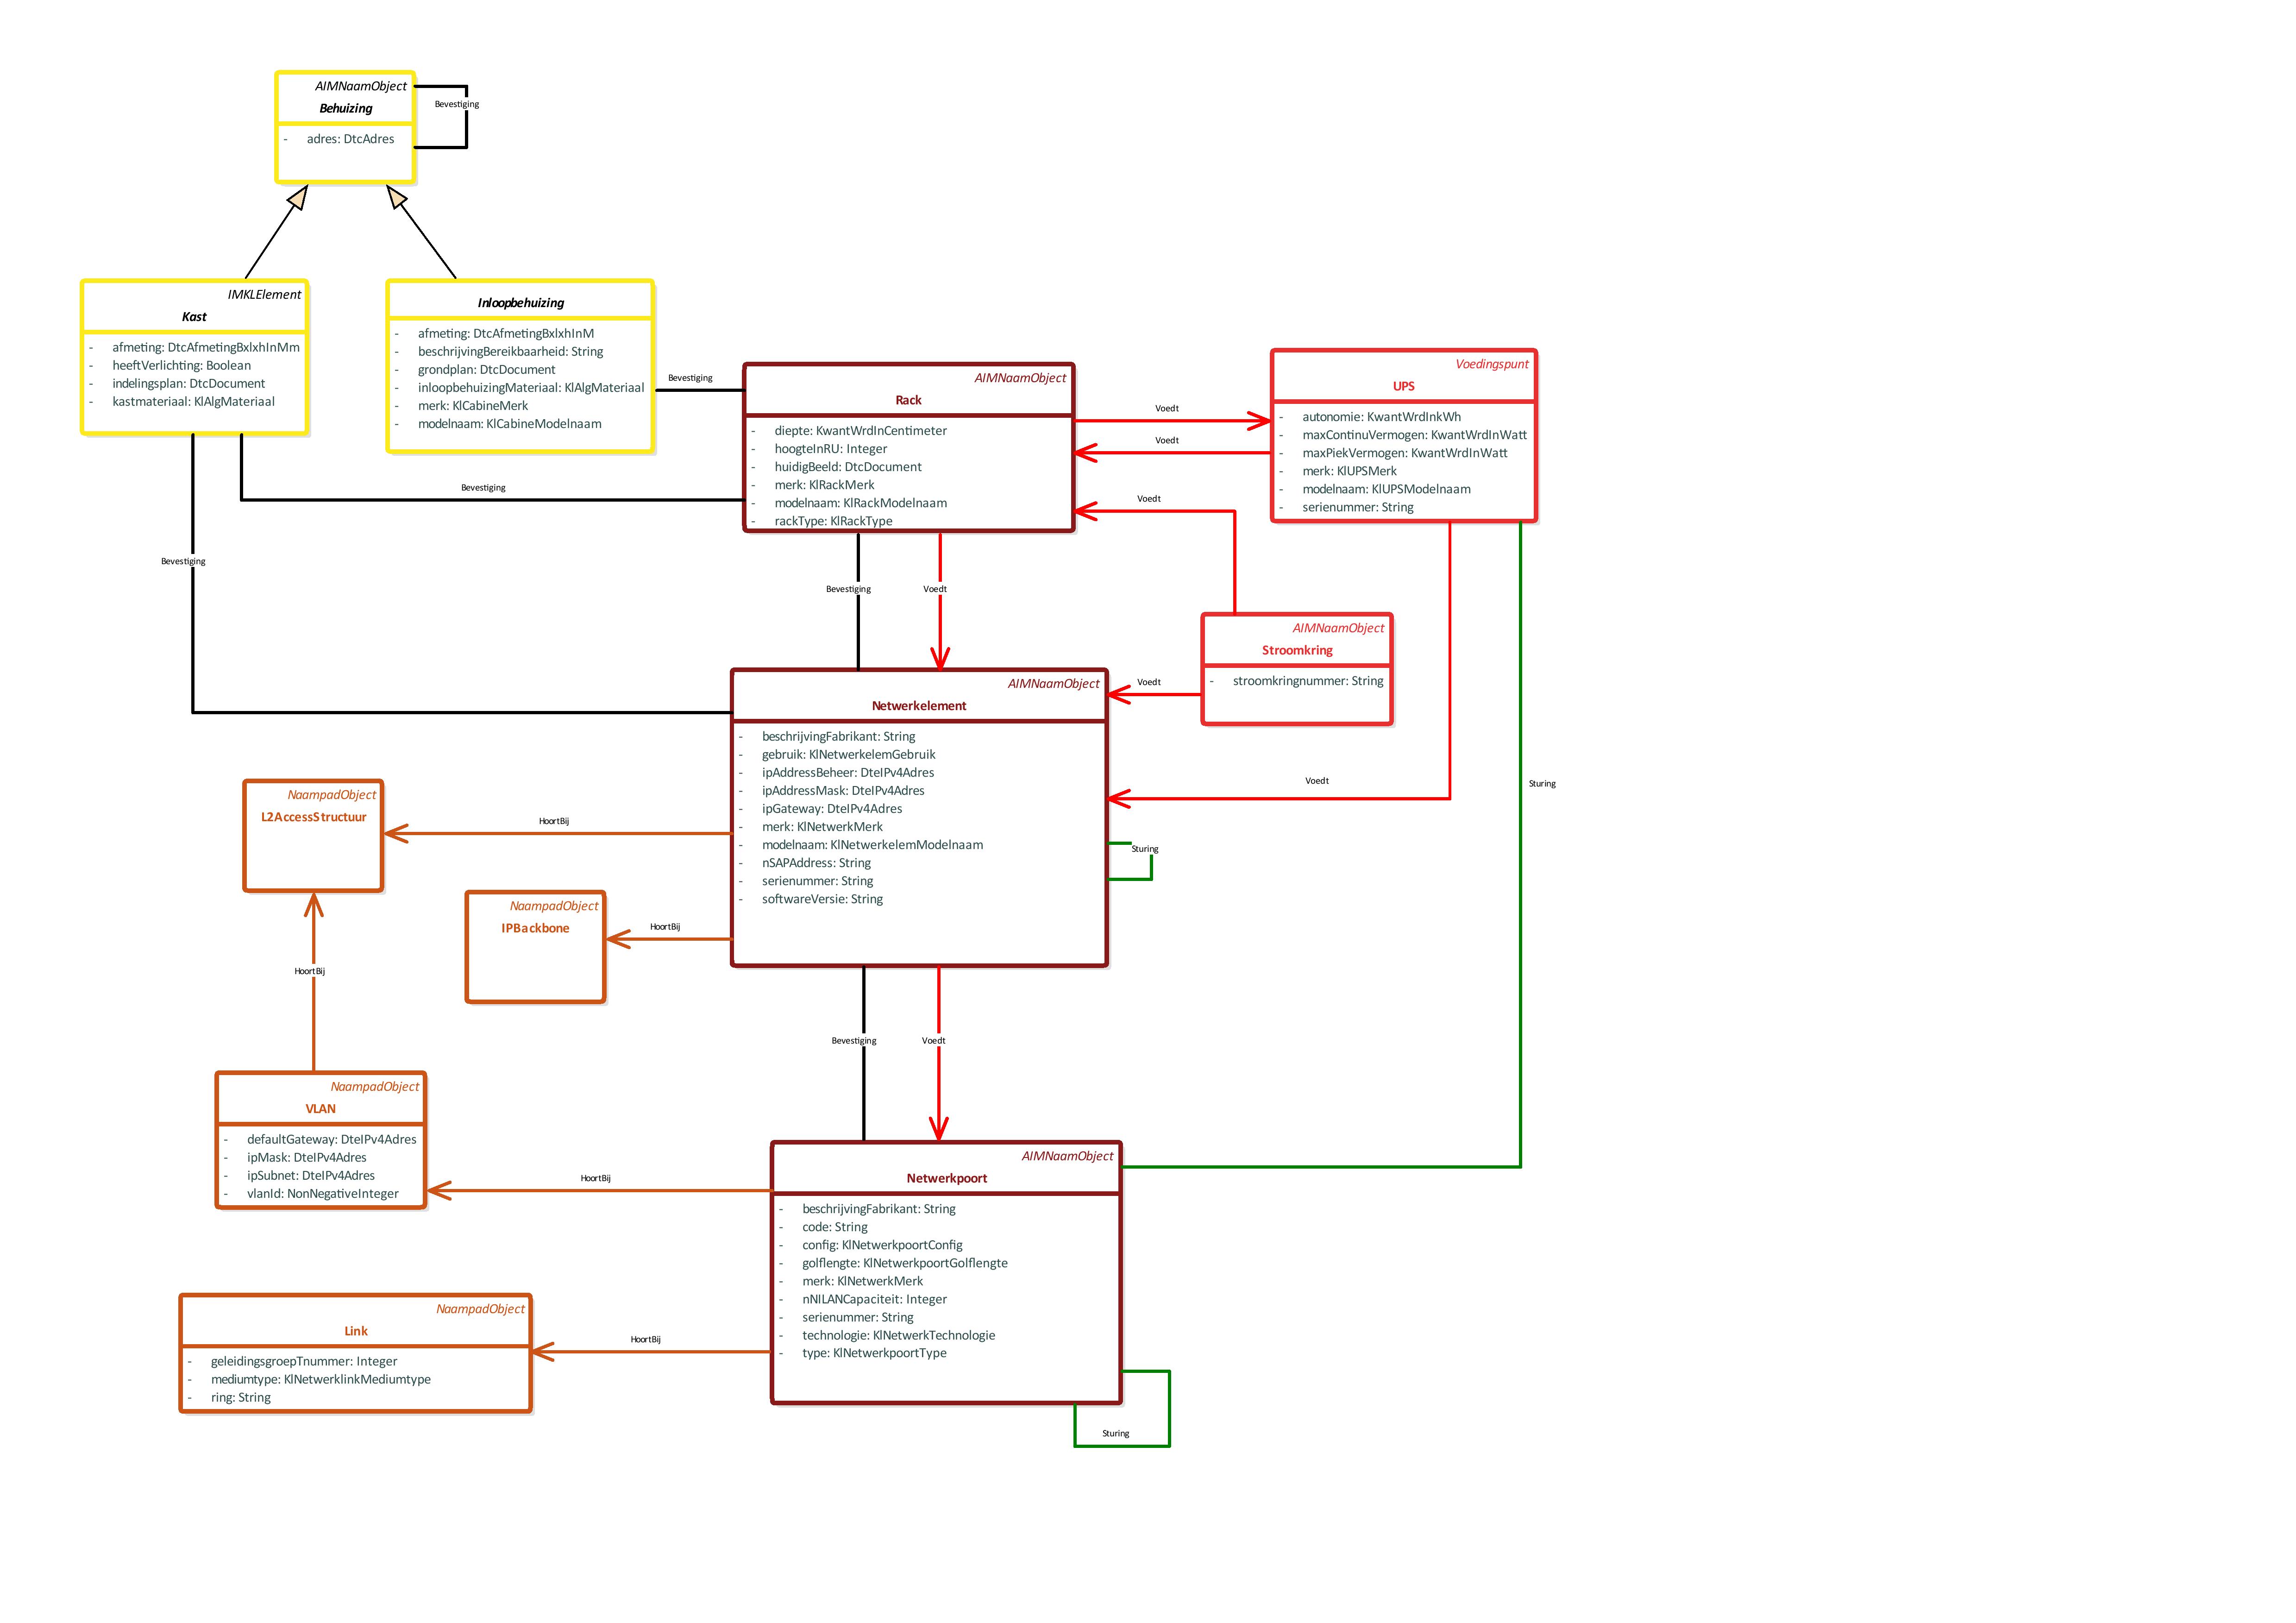 AIMNaamObject
Behuizing
- adres: DtcAdres
Bevestiging
IMKLElement
Kast
- afmeting: DtcAfmetingBxlxhInMm
- heeftVerlichting: Boolean
- indelingsplan: DtcDocument
- kastmateriaal: KlAlgMateriaal
Inloopbehuizing
- afmeting: DtcAfmetingBxlxhInM
- beschrijvingBereikbaarheid: String
- grondplan: DtcDocument
- inloopbehuizingMateriaal: KlAlgMateriaal
- merk: KlCabineMerk
- modelnaam: KlCabineModelnaam
Bevestiging
Bevestiging
Bevestiging
AIMNaamObject
Rack
- diepte: KwantWrdInCentimeter
- hoogteInRU: Integer
- huidigBeeld: DtcDocument
- merk: KlRackMerk
- modelnaam: KlRackModelnaam
- rackType: KlRackType
Voedt
Voedt
Voedt
Voedingspunt
UPS
- autonomie: KwantWrdInkWh
- maxContinuVermogen: KwantWrdInWatt
- maxPiekVermogen: KwantWrdInWatt
- merk: KlUPSMerk
- modelnaam: KlUPSModelnaam
- serienummer: String
Bevestiging
Voedt
AIMNaamObject
Stroomkring
- stroomkringnummer: String
Voedt
Voedt
Sturing
AIMNaamObject
Netwerkelement
- beschrijvingFabrikant: String
- gebruik: KlNetwerkelemGebruik
- ipAddressBeheer: DteIPv4Adres
- ipAddressMask: DteIPv4Adres
- ipGateway: DteIPv4Adres
- merk: KlNetwerkMerk
- modelnaam: KlNetwerkelemModelnaam
- nSAPAddress: String
- serienummer: String
- softwareVersie: String
Sturing
NaampadObject
L2AccessStructuur
HoortBij
NaampadObject
IPBackbone
HoortBij
HoortBij
Bevestiging
Voedt
NaampadObject
VLAN
- defaultGateway: DteIPv4Adres
- ipMask: DteIPv4Adres
- ipSubnet: DteIPv4Adres
- vlanId: NonNegativeInteger
HoortBij
AIMNaamObject
Netwerkpoort
- beschrijvingFabrikant: String
- code: String
- config: KlNetwerkpoortConfig
- golflengte: KlNetwerkpoortGolflengte
- merk: KlNetwerkMerk
- nNILANCapaciteit: Integer
- serienummer: String
- technologie: KlNetwerkTechnologie
- type: KlNetwerkpoortType
NaampadObject
Link
- geleidingsgroepTnummer: Integer
- mediumtype: KlNetwerklinkMediumtype
- ring: String
HoortBij
Sturing